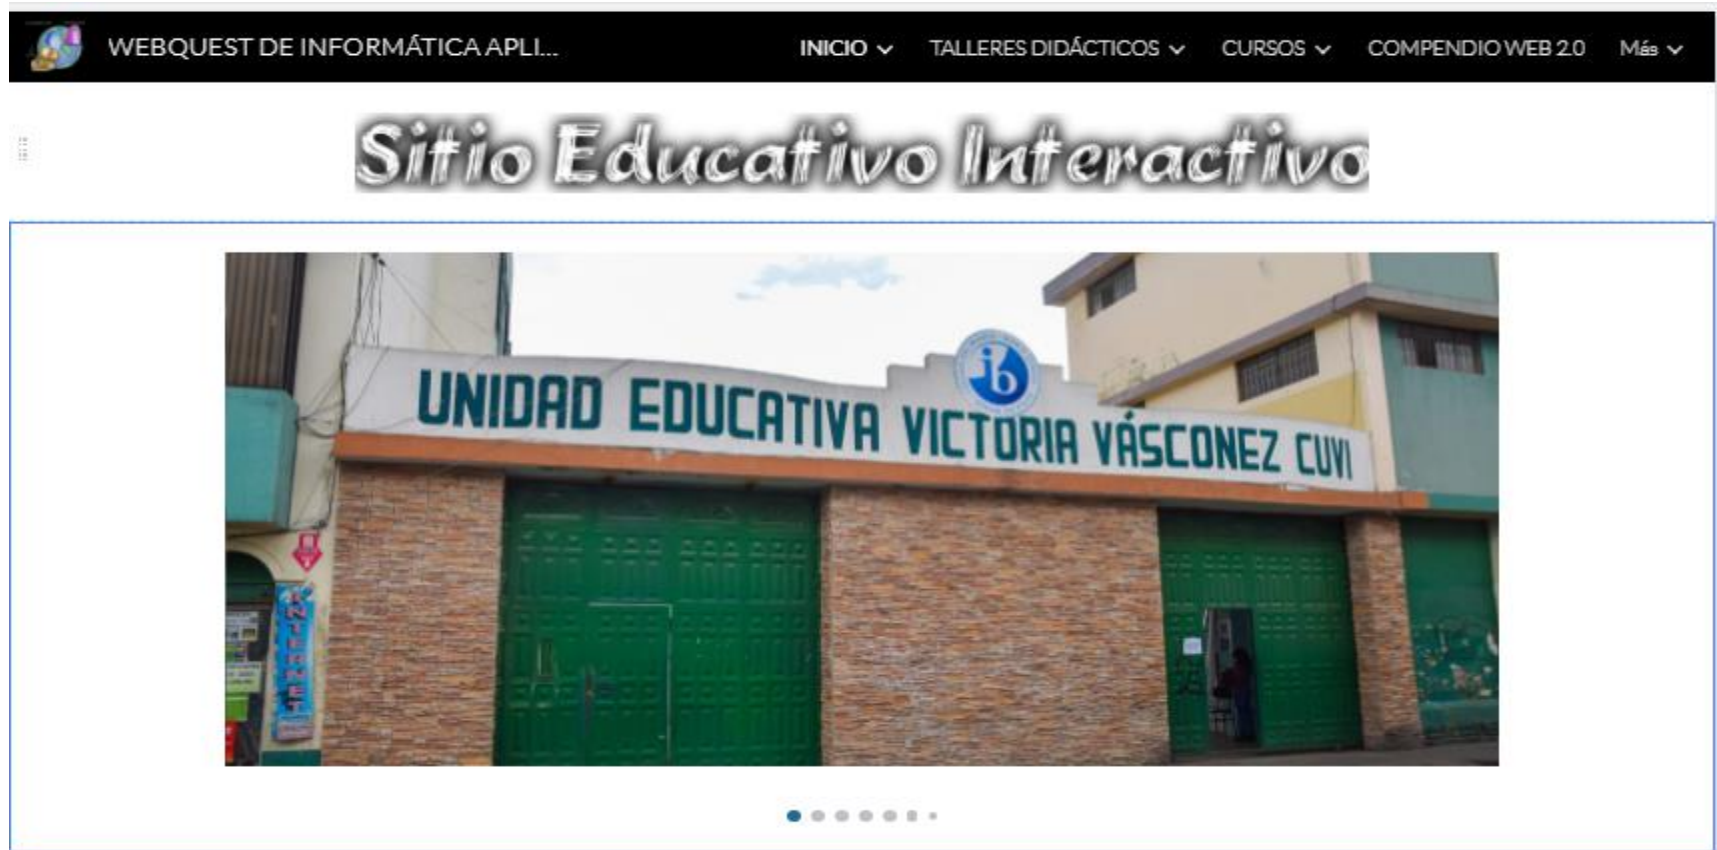 WEBQUEST DE INFORMÁTICA APLI...
INICIO TALLERES DIDÁCTICOS CURSOS COMPENDIO WEB 2.0 Más
Sitio Educativo Interactivo
ib
UNIDAD EDUCATIVA VICTORIA VÁSCONEZ CUVI
INTERNET